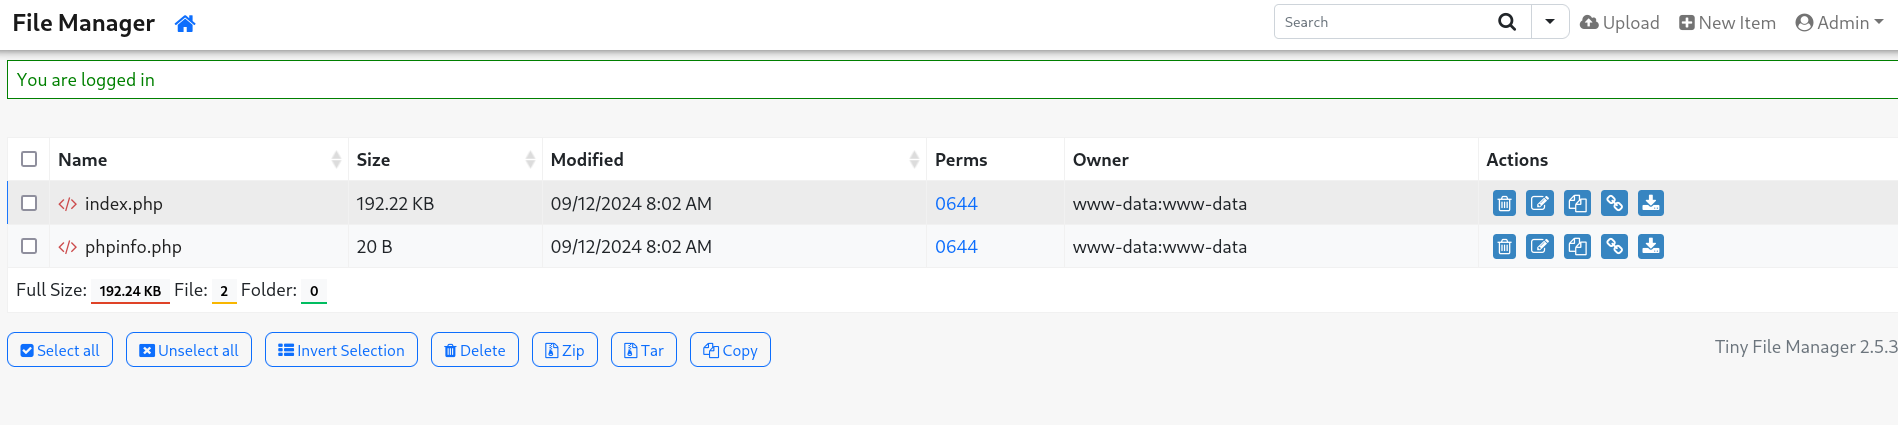 File Manager Search Upload New Item Admin
You are logged in
Name Size Modified Perms Owner Actions
index.php 192.22 KB 09/12/2024 8:02 AM 0644 www-data:www-data
phpinfo.php 20 B 09/12/2024 8:02 AM 0644 www-data:www-data
Full Size: 192.24 KB File: 2 Folder: 0
Select all Unselect all Invert Selection Delete Zip Tar Copy Tiny File Manager 2.5.3